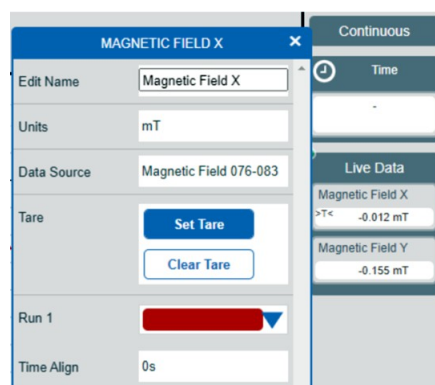 MAGNETIC FIELD X ×
Edit Name Magnetic Field X
Units mT
Data Source Magnetic Field 076-083
Tare Set Tare
Clear Tare
Run 1
Time Align 0s
Continuous
Time
-
Live Data
Magnetic Field X
>T< -0.012 mT
Magnetic Field Y
-0.155 mT